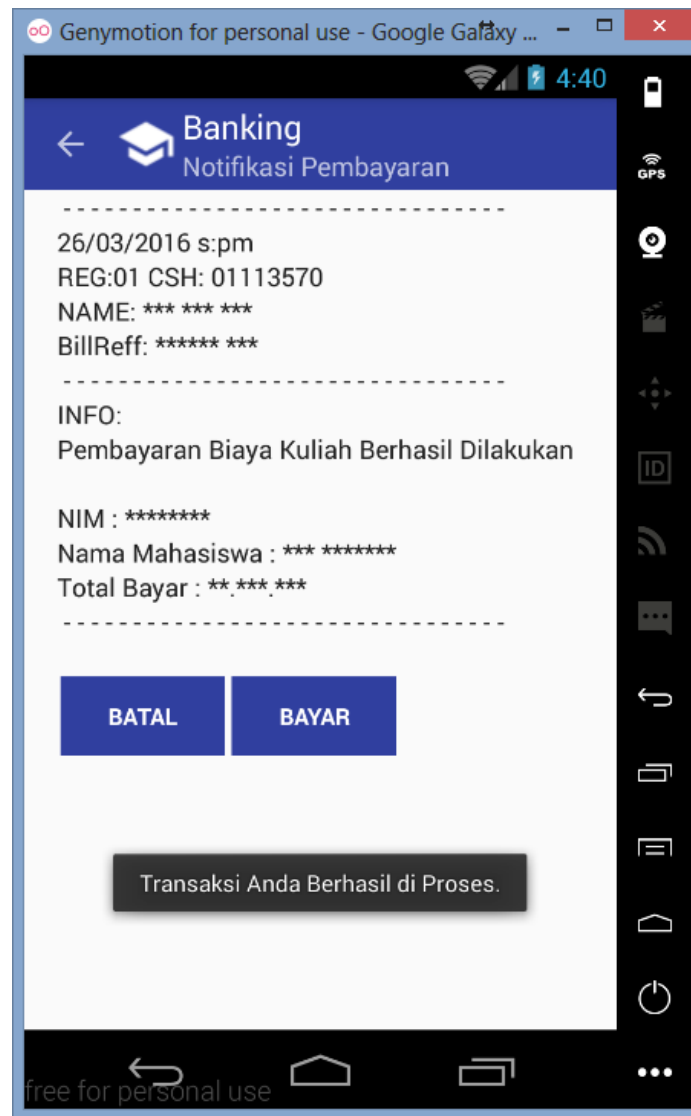 Genymotion for personal use - Google Galaxy ...
4:40
Banking
Notifikasi Pembayaran
- - - - - - - - - - - - - - - - - - - - - - - - - - - - - - - -
26/03/2016 s:pm
REG:01 CSH: 01113570
NAME: *** *** ***
BillReff: ****** ***
- - - - - - - - - - - - - - - - - - - - - - - - - - - - - - - -
INFO:
Pembayaran Biaya Kuliah Berhasil Dilakukan
NIM : ********
Nama Mahasiswa : *** *******
Total Bayar : **.***.***
- - - - - - - - - - - - - - - - - - - - - - - - - - - - - - - -
BATAL BAYAR
Transaksi Anda Berhasil di Proses.
GPS
ID
free for personal use